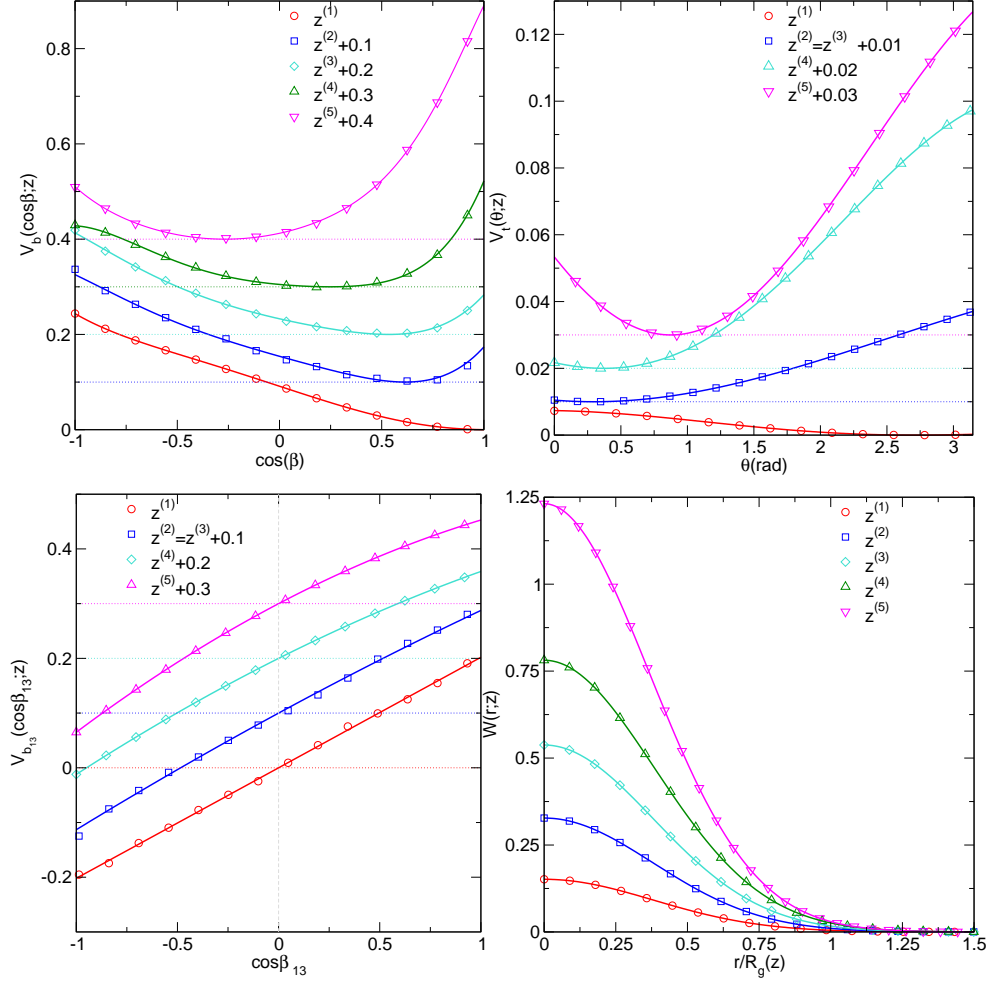 z(1)
z(2)+0.1
z(3)+0.2
z(4)+0.3
z(5)+0.4
0.8
0.6
0.4
0.2
0
-1
-0.5
0
0.5
1
Vb(cosβ;z)
cos(β)
z(1)
z(2)=z(3) +0.01
z(4)+0.02
z(5)+0.03
0.12
0.1
0.08
0.06
0.04
0.02
0
0
0.5
1
1.5
2
2.5
3
Vt(θ;z)
θ(rad)
z(1)
z(2)=z(3)+0.1
z(4)+0.2
z(5)+0.3
0.4
0.2
0
-0.2
-1
-0.5
0
0.5
1
Vb13(cosβ13;z)
cosβ13
z(1)
z(2)
z(3)
z(4)
z(5)
1.25
1
0.75
0.5
0.25
0
0
0.25
0.5
0.75
1
1.25
1.5
W(r;z)
r/Rg(z)